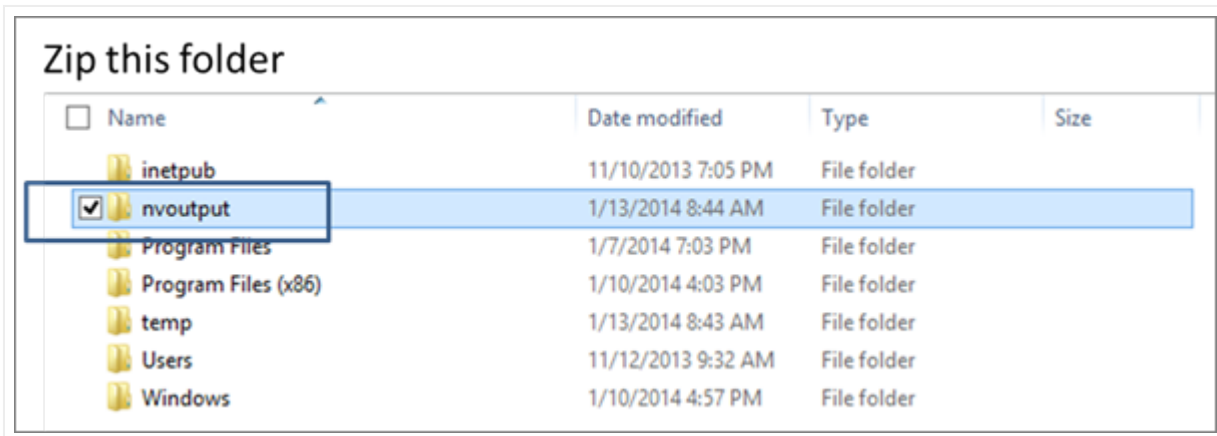 Zip this folder
Name Date modified Type Size
inetpub 11/10/2013 7:05 PM File folder
nvoutput 1/13/2014 8:44 AM File folder
Program Files 1/7/2014 7:03 PM File folder
Program Files (x86) 1/10/2014 4:03 PM File folder
temp 1/13/2014 8:43 AM File folder
Users 11/12/2013 9:32 AM File folder
Windows 1/10/2014 4:57 PM File folder